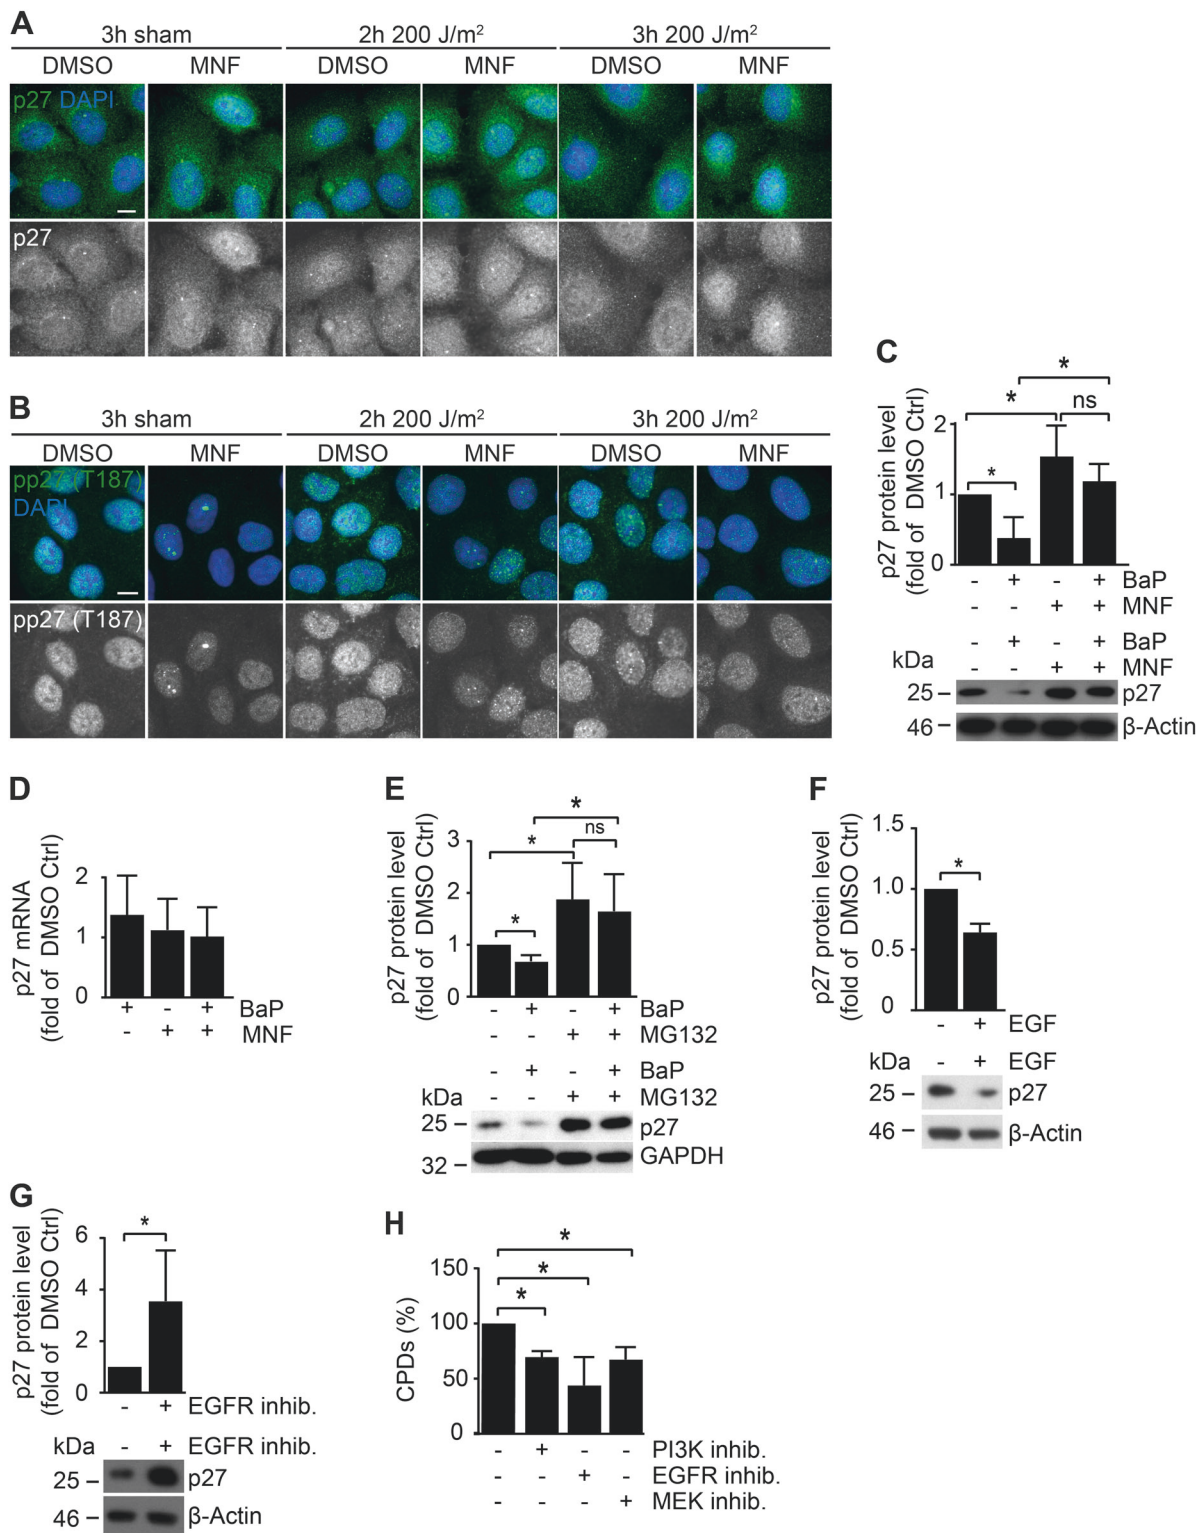 A
3h sham 2h 200 J/m² 3h 200 J/m²
DMSO MNF DMSO MNF DMSO MNF
p27 DAPI
p27
B
3h sham 2h 200 J/m² 3h 200 J/m²
DMSO MNF DMSO MNF DMSO MNF
pp27 (T187)
DAPI
pp27 (T187)
C
p27 protein level
(fold of DMSO Ctrl)
* 
* ns
*
2
1
0
- + - + BaP
- - + + MNF
- + - + BaP
kDa - - + + MNF
25 – p27
46 – β-Actin
D
p27 mRNA
(fold of DMSO Ctrl)
2
1
0
+ - + BaP
- + + MNF
E
p27 protein level
(fold of DMSO Ctrl)
*
* ns
*
3
2
1
0
- + - + BaP
- - + + MG132
- + - + BaP
kDa - - + + MG132
25 – p27
32 – GAPDH
F
p27 protein level
(fold of DMSO Ctrl)
*
1.5
1.0
0.5
0
- + EGF
kDa - + EGF
25 – p27
46 – β-Actin
G
p27 protein level
(fold of DMSO Ctrl)
*
6
4
2
0
- + EGFR inhib.
kDa - + EGFR inhib.
25 – p27
46 – β-Actin
H
CPDs (%)
*
*
*
150
100
50
0
- + - - PI3K inhib.
- - + - EGFR inhib.
- - - + MEK inhib.